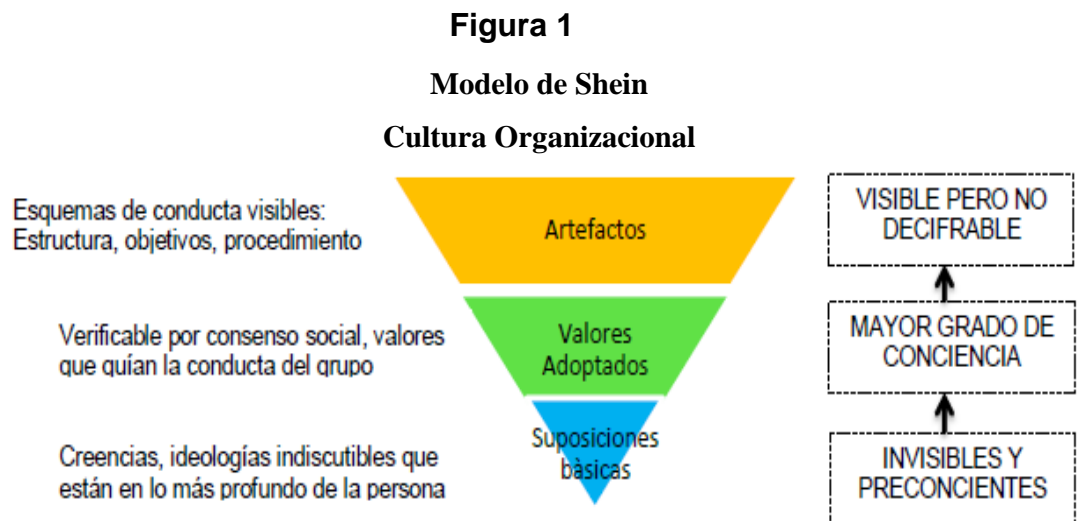 Figura 1
Modelo de Shein
Cultura Organizacional
Esquemas de conducta visibles:
Estructura, objetivos, procedimiento
Artefactos
VISIBLE PERO NO
DECIFRABLE
Verificable por consenso social, valores
que guían la conducta del grupo
Valores
Adoptados
MAYOR GRADO DE
CONCIENCIA
Creencias, ideologías indiscutibles que
están en lo más profundo de la persona
Suposiciones
bàsicas
INVISIBLES Y
PRECONCIENTES